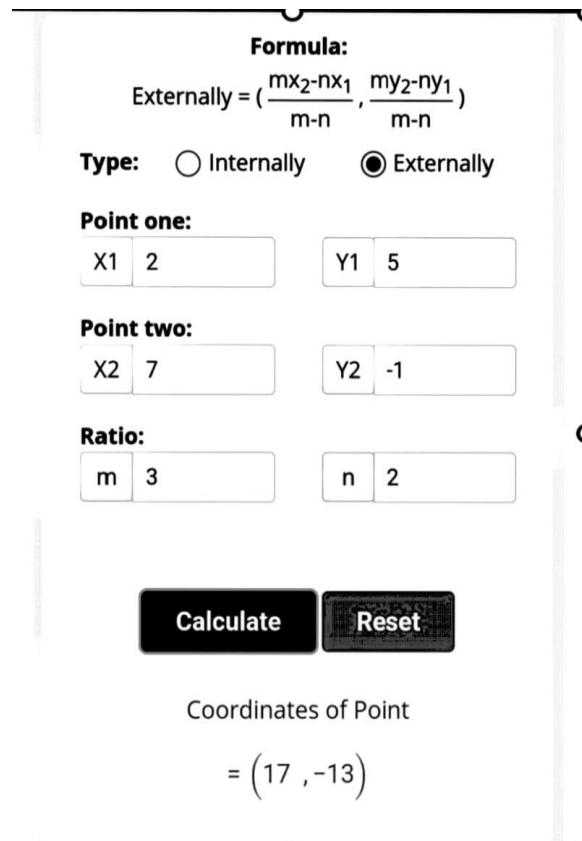 Formula:
Externally = ( mx₂-nx₁ / m-n , my₂-ny₁ / m-n )
Type: Internally Externally
Point one:
X1 2 Y1 5
Point two:
X2 7 Y2 -1
Ratio:
m 3 n 2
Calculate Reset
Coordinates of Point
= (17 ,-13)